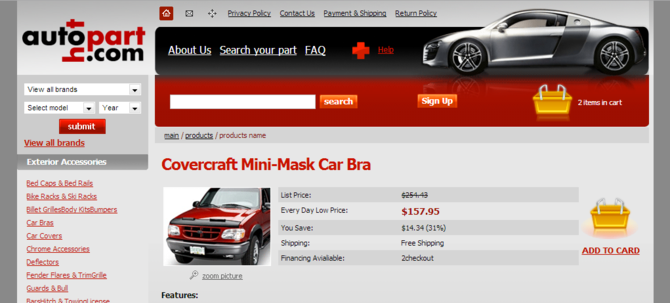 Privacy Policy Contact Us Payment & Shipping Return Policy
autopart
hit
.com
About Us Search your part FAQ Help
View all brands
Select model Year
submit
View all brands
search
Sign Up
2 items in cart
main / products / products name
Exterior Accessories
Bed Caps & Bed Rails
Bike Racks & Ski Racks
Billet GrillesBody KitsBumpers
Car Bras
Car Covers
Chrome Accessories
Deflectors
Fender Flares & TrimGrille
Guards & Bull
BarsHitch & TowingLicense
Covercraft Mini-Mask Car Bra
List Price: $254.43
Every Day Low Price: $157.95
You Save: $14.34 (31%)
Shipping: Free Shipping
Financing Avialable: 2checkout
ADD TO CARD
zoom picture
Features: